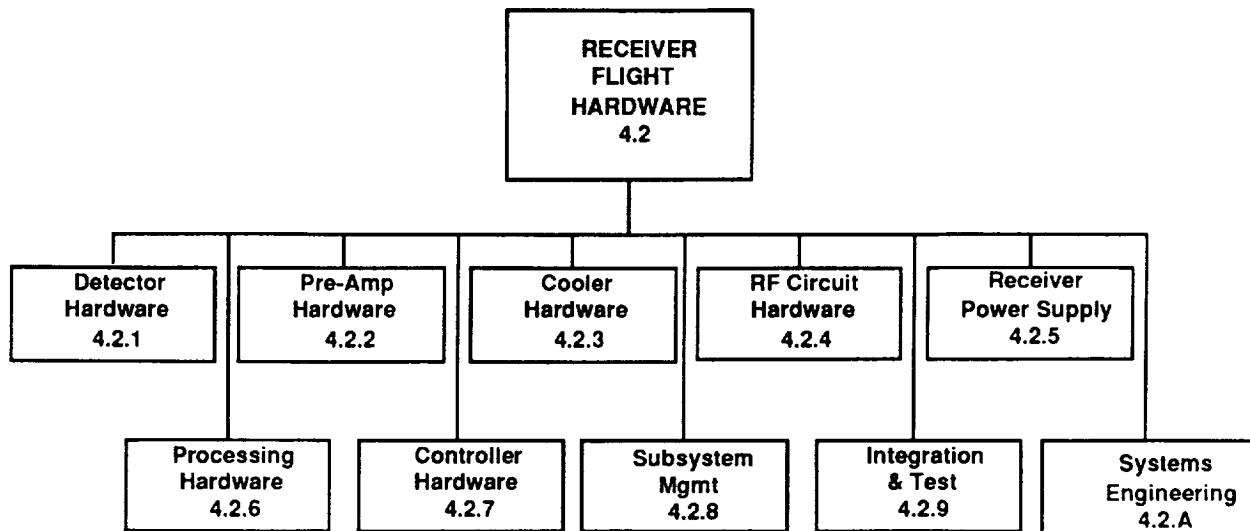 RECEIVER
FLIGHT
HARDWARE
4.2
Detector
Hardware
4.2.1
Pre-Amp
Hardware
4.2.2
Cooler
Hardware
4.2.3
RF Circuit
Hardware
4.2.4
Receiver
Power Supply
4.2.5
Processing
Hardware
4.2.6
Controller
Hardware
4.2.7
Subsystem
Mgmt
4.2.8
Integration
& Test
4.2.9
Systems
Engineering
4.2.A